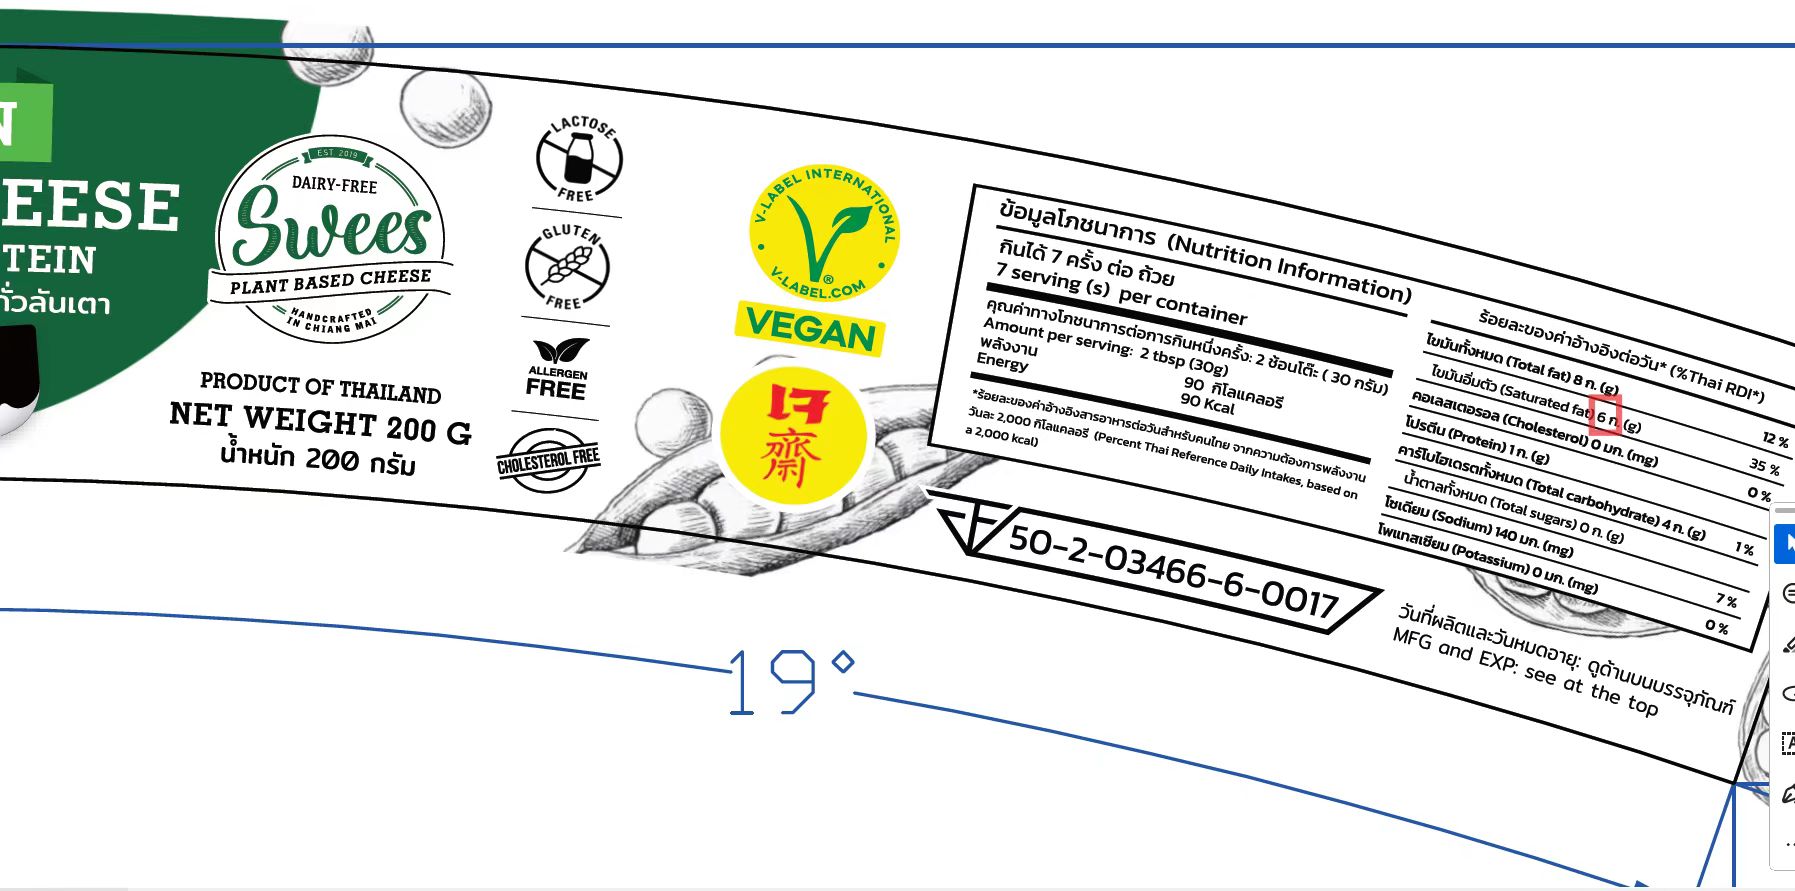 N
EESE
TEIN
ถั่วลันเตา
EST 2019
DAIRY-FREE
Swees
PLANT BASED CHEESE
HANDCRAFTED
IN CHIANG MAI
PRODUCT OF THAILAND
NET WEIGHT 200 G
น้ำหนัก 200 กรัม
LACTOSE
FREE
GLUTEN
FREE
ALLERGEN
FREE
CHOLESTEROL FREE
V-LABEL INTERNATIONAL
®
V-LABEL.COM
VEGAN
เจ
齋
ข้อมูลโภชนาการ (Nutrition Information)
กินได้ 7 ครั้ง ต่อ ถ้วย
7 serving (s) per container
คุณค่าทางโภชนาการต่อการกินหนึ่งครั้ง: 2 ช้อนโต๊ะ ( 30 กรัม)
Amount per serving: 2 tbsp (30g)
พลังงาน 90 กิโลแคลอรี
Energy 90 Kcal
*ร้อยละของค่าอ้างอิงสารอาหารต่อวันสำหรับคนไทย จากความต้องการพลังงาน
วันละ 2,000 กิโลแคลอรี (Percent Thai Reference Daily Intakes, based on
a 2,000 kcal)
ร้อยละของค่าอ้างอิงต่อวัน* (%Thai RDI*)
ไขมันทั้งหมด (Total fat) 8 ก. (g) 12 %
ไขมันอิ่มตัว (Saturated fat) 6 ก. (g) 35 %
คอเลสเตอรอล (Cholesterol) 0 มก. (mg) 0 %
โปรตีน (Protein) 1 ก. (g)
คาร์โบไฮเดรตทั้งหมด (Total carbohydrate) 4 ก. (g) 1 %
น้ำตาลทั้งหมด (Total sugars) 0 ก. (g)
โซเดียม (Sodium) 140 มก. (mg) 7 %
โพแทสเซียม (Potassium) 0 มก. (mg) 0 %
50-2-03466-6-0017
วันที่ผลิตและวันหมดอายุ: ดูด้านบนบรรจุภัณฑ์
MFG and EXP: see at the top
19°